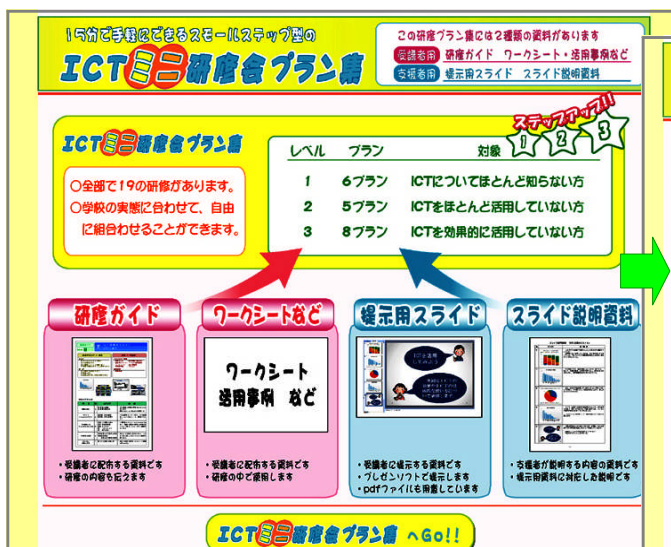 15分で手軽にできるスモールステップ型の
ICTミニ研修会プラン集
この研修プラン集には2種類の資料があります
受講者用 研修ガイド ワークシート・活用事例など
支援者用 提示用スライド スライド説明資料
ICTミニ研修会プラン集
○全部で19の研修があります。
○学校の実態に合わせて、自由
に組合わせることができます。
ステップアップ!!
1 2 3
レベル プラン 対象
1 6プラン ICTについてほとんど知らない方
2 5プラン ICTをほとんど活用していない方
3 8プラン ICTを効果的に活用していない方
研修ガイド
・受講者に配布する資料です
・研修の内容を伝えます
ワークシートなど
ワークシート
活用事例 など
・受講者に配布する資料です
・研修の中で使用します
提示用スライド
・受講者に提示する資料です
・プレゼンソフトで提示します
・pdfファイルも用意しています
スライド説明資料
・支援者が説明する内容の資料です
・提示用資料に対応した説明です
ICTミニ研修会プラン集 へGo!!